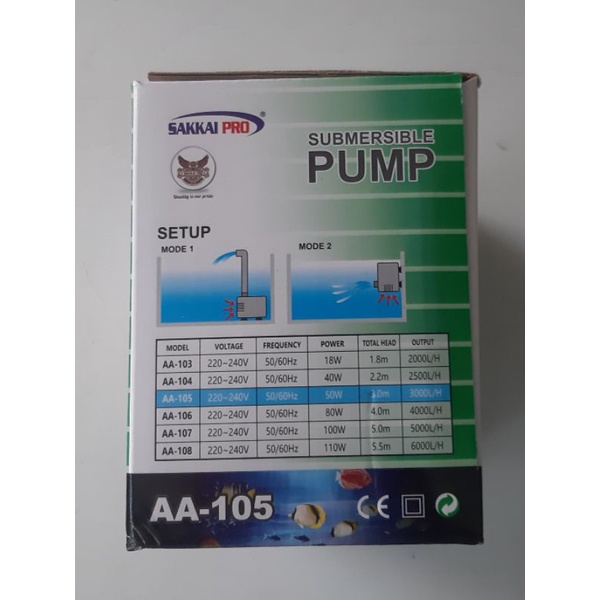 SAKKAI PRO ®
SUBMERSIBLE
PUMP
SETUP
MODE 1
MODE 2
MODEL VOLTAGE FREQUENCY POWER TOTAL HEAD OUTPUT
AA-103 220~240V 50/60Hz 18W 1.8m 2000L/H
AA-104 220~240V 50/60Hz 40W 2.2m 2500L/H
AA-105 220~240V 50/60Hz 50W 3.0m 3000L/H
AA-106 220~240V 50/60Hz 80W 4.0m 4000L/H
AA-107 220~240V 50/60Hz 100W 5.0m 5000L/H
AA-108 220~240V 50/60Hz 110W 5.5m 6000L/H
AA-105
CE